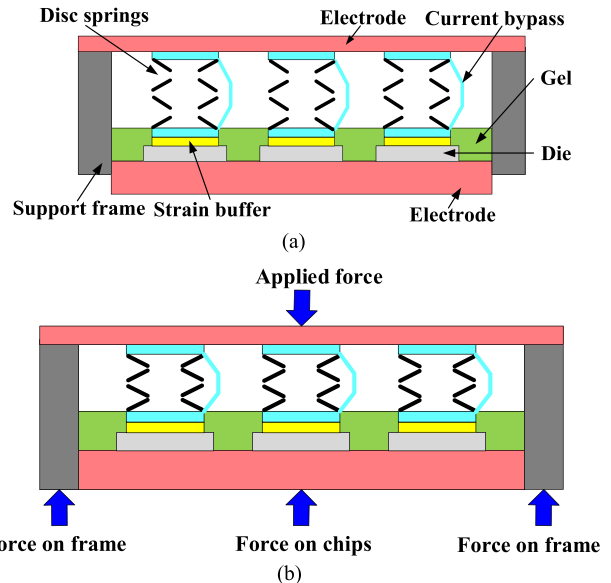 Disc springs
Electrode
Current bypass
Gel
Die
Support frame
Strain buffer
Electrode
(a)
Applied force
orce on frame
Force on chips
Force on frame
(b)